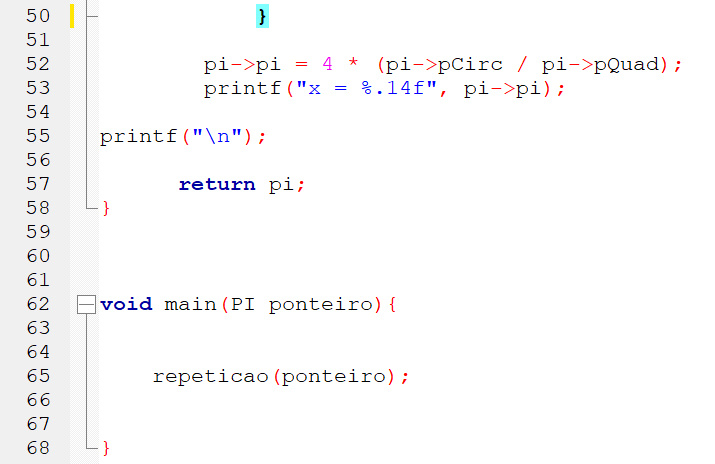 50 }
51
52 pi->pi = 4 * (pi->pCirc / pi->pQuad);
53 printf("x = %.14f", pi->pi);
54
55 printf("\n");
56
57 return pi;
58 }
59
60
61
62 void main(PI ponteiro){
63
64
65 repeticao(ponteiro);
66
67
68 }